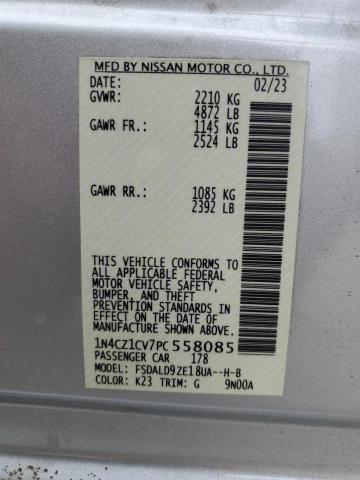 MFD BY NISSAN MOTOR CO., LTD.
DATE: 02/23
GVWR: 2210 KG
4872 LB
GAWR FR.: 1145 KG
2524 LB
GAWR RR.: 1085 KG
2392 LB
THIS VEHICLE CONFORMS TO
ALL APPLICABLE FEDERAL
MOTOR VEHICLE SAFETY,
BUMPER, AND THEFT
PREVENTION STANDARDS IN
EFFECT ON THE DATE OF
MANUFACTURE SHOWN ABOVE.
1N4CZ1CV7PC558085
PASSENGER CAR 178
MODEL: FSDALD9ZE18UA--H-B
COLOR: K23 TRIM: G 9N00A